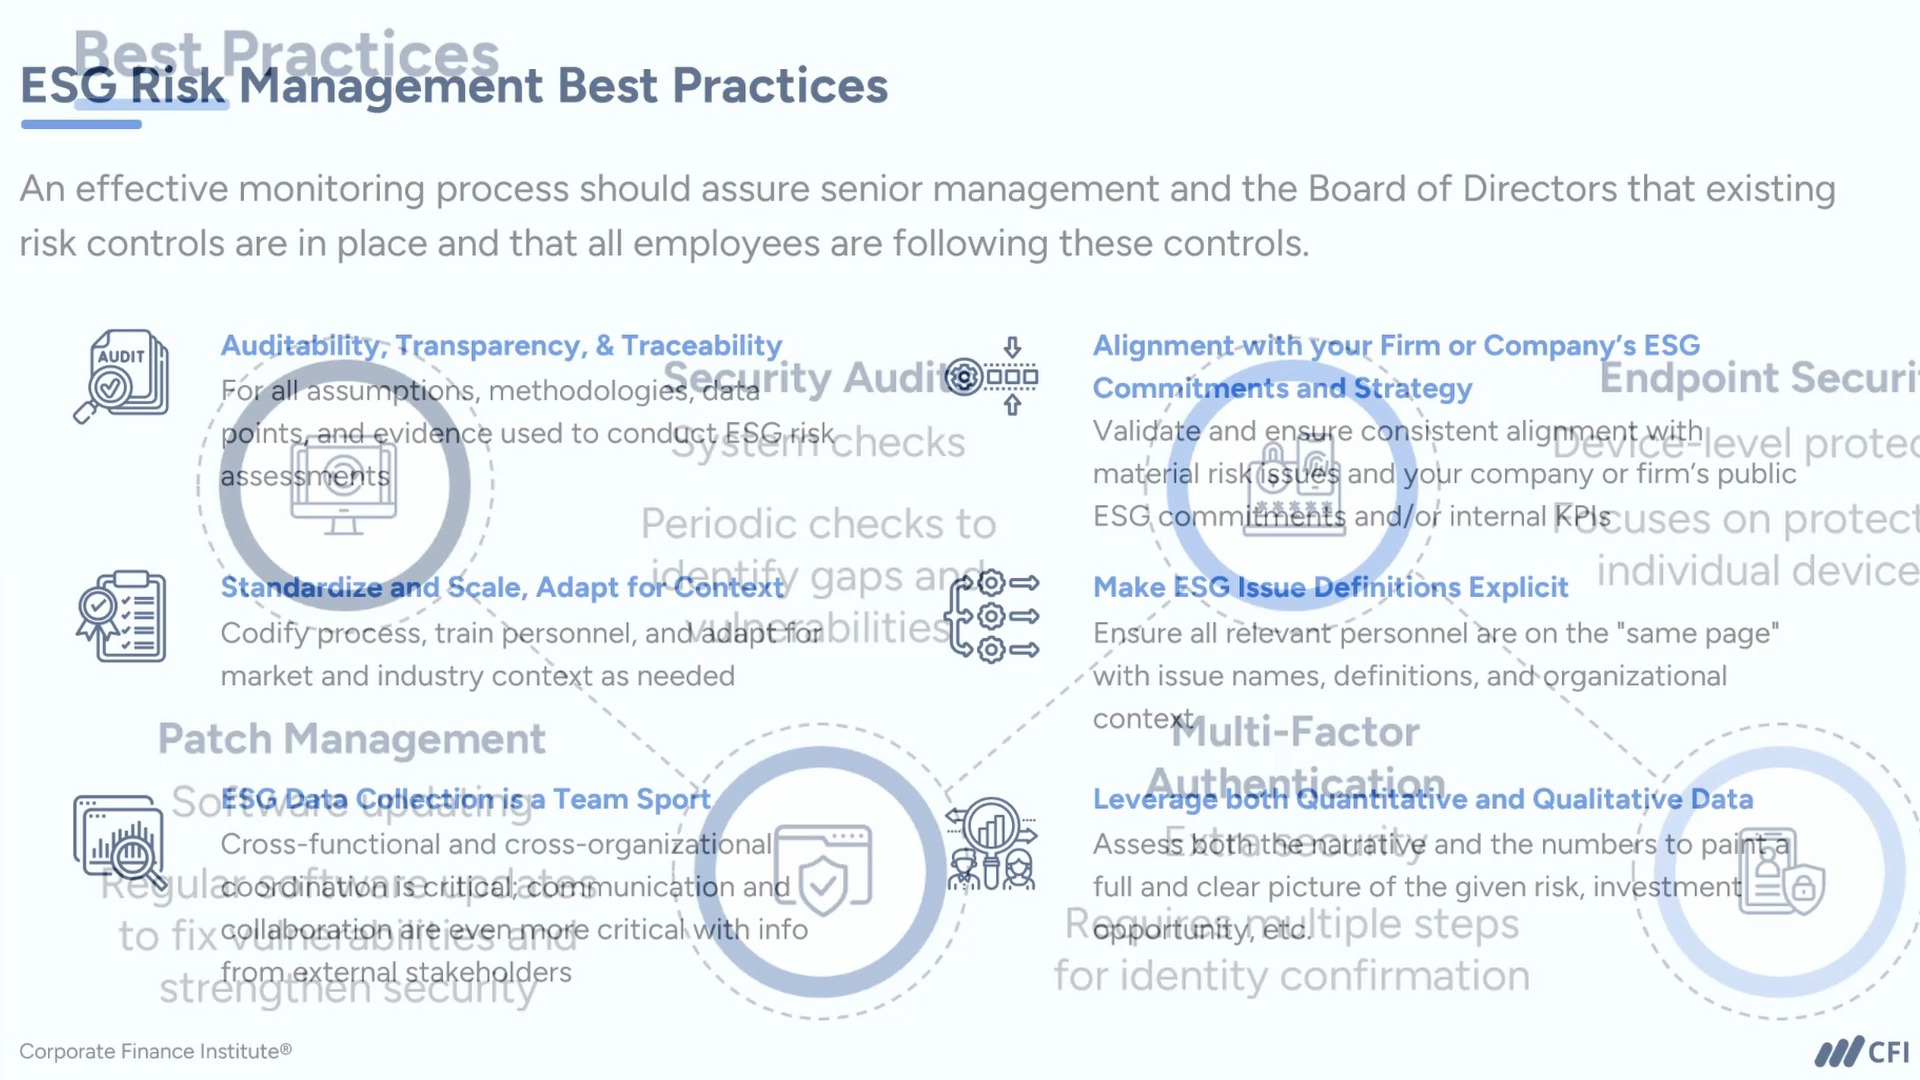 Best Practices
ESG Risk Management Best Practices
An effective monitoring process should assure senior management and the Board of Directors that existing
risk controls are in place and that all employees are following these controls.
AUDIT
Auditability, Transparency, & Traceability
For all assumptions, methodologies, data
points, and evidence used to conduct ESG risk
assessments
Alignment with your Firm or Company's ESG
Commitments and Strategy
Validate and ensure consistent alignment with
material risk issues and your company or firm's public
ESG commitments and/or internal KPIs
Standardize and Scale, Adapt for Context
Codify process, train personnel, and adapt for
market and industry context as needed
Make ESG Issue Definitions Explicit
Ensure all relevant personnel are on the "same page"
with issue names, definitions, and organizational
context
ESG Data Collection is a Team Sport
Cross-functional and cross-organizational
coordination is critical; communication and
collaboration are even more critical with info
from external stakeholders
Leverage both Quantitative and Qualitative Data
Assess both the narrative and the numbers to paint a
full and clear picture of the given risk, investment
opportunity, etc.
Security Audit
System checks
Periodic checks to
identify gaps and
vulnerabilities
Endpoint Securi
Device-level protec
Focuses on protect
individual device
Patch Management
Software updating
Regular software updates
to fix vulnerabilities and
strengthen security
Multi-Factor
Authentication
Extra security
Requires multiple steps
for identity confirmation
Corporate Finance Institute®
CFI